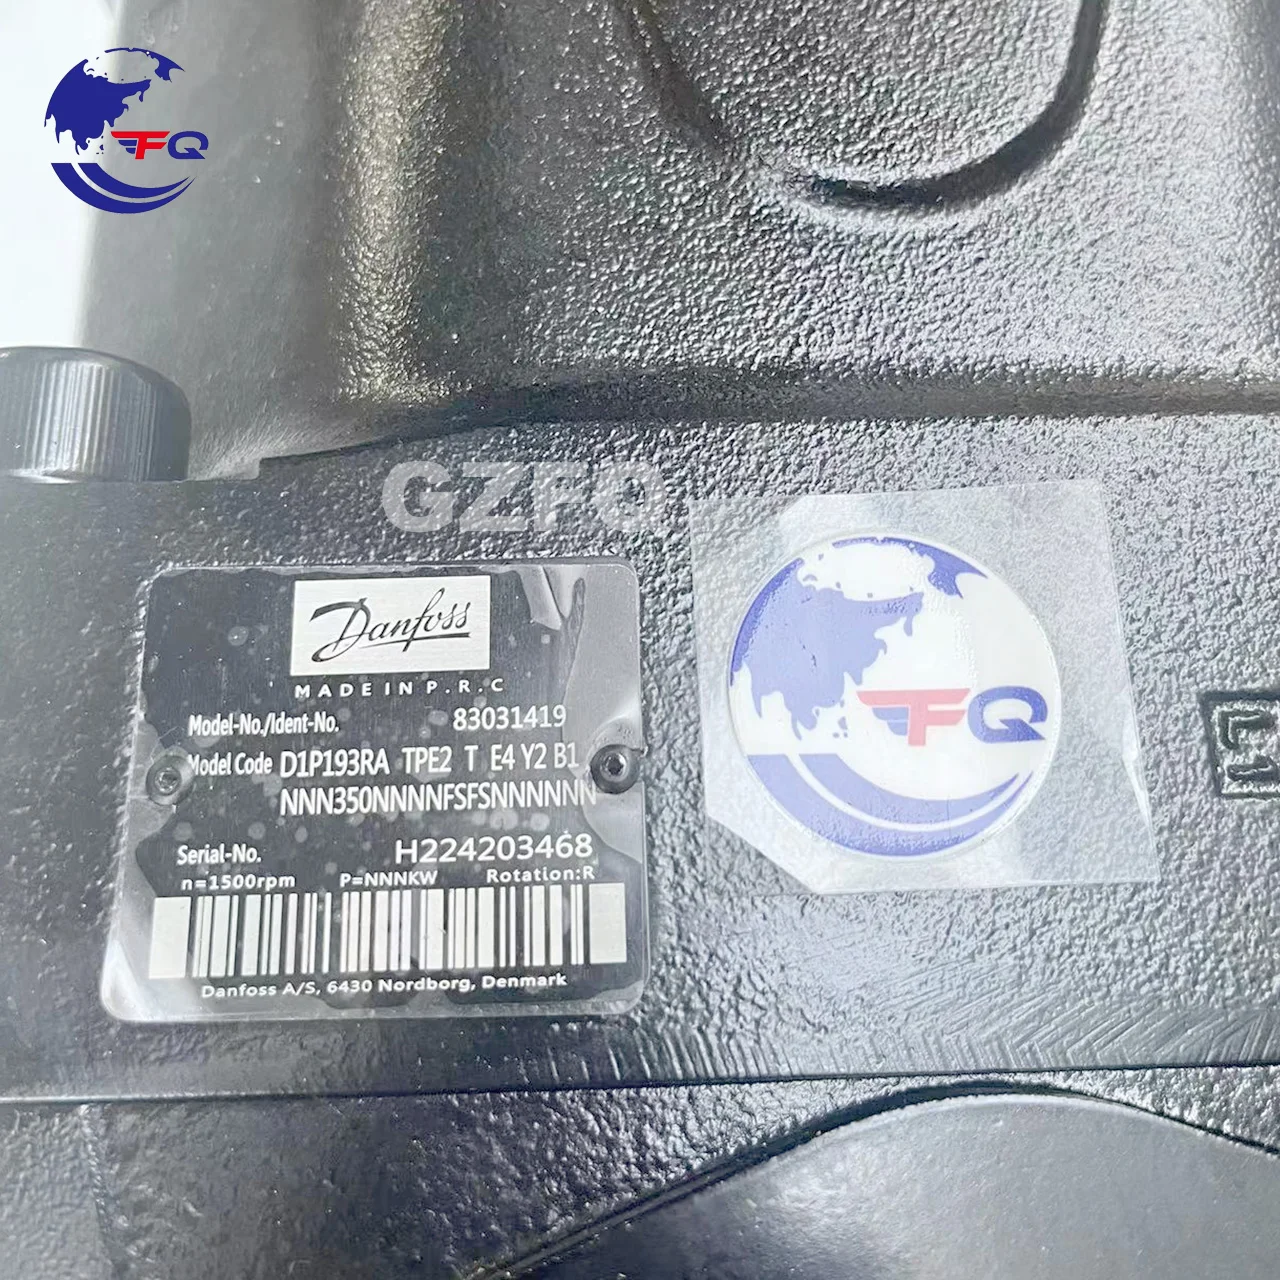 FQ
GZFQ
Danfoss
MADE IN P.R.C
Model-No./Ident-No. 83031419
Model Code D1P193RA TPE2 T E4 Y2 B1
NNN350NNNNFSFSNNNNNN
Serial-No. H224203468
n=1500rpm P=NNNKW Rotation:R
Danfoss A/S, 6430 Nordborg, Denmark
FQ